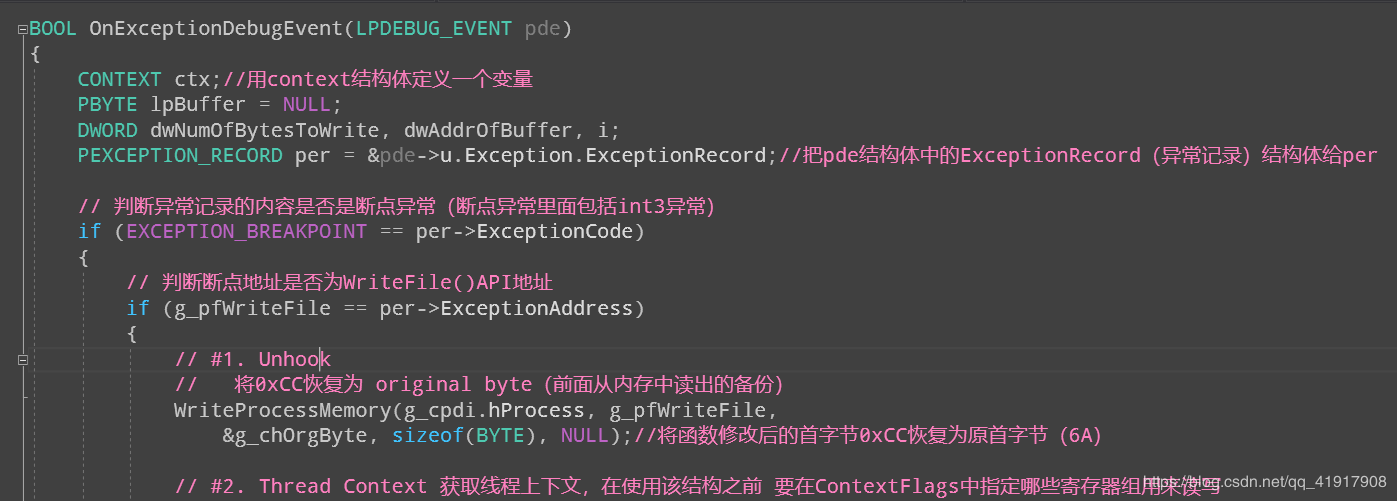 BOOL OnExceptionDebugEvent(LPDEBUG_EVENT pde)
{
CONTEXT ctx;//用context结构体定义一个变量
PBYTE lpBuffer = NULL;
DWORD dwNumOfBytesToWrite, dwAddrOfBuffer, i;
PEXCEPTION_RECORD per = &pde->u.Exception.ExceptionRecord;//把pde结构体中的ExceptionRecord（异常记录）结构体给per
// 判断异常记录的内容是否是断点异常（断点异常里面包括int3异常）
if (EXCEPTION_BREAKPOINT == per->ExceptionCode)
{
// 判断断点地址是否为WriteFile()API地址
if (g_pfWriteFile == per->ExceptionAddress)
{
// #1. Unhook
// 将0xCC恢复为 original byte（前面从内存中读出的备份）
WriteProcessMemory(g_cpdi.hProcess, g_pfWriteFile,
&g_chOrgByte, sizeof(BYTE), NULL);//将函数修改后的首字节0xCC恢复为原首字节（6A）
// #2. Thread Context 获取线程上下文，在使用该结构之前 要在ContextFlags中指定哪些寄存器组用来读写
https://blog.csdn.net/qq_41917908